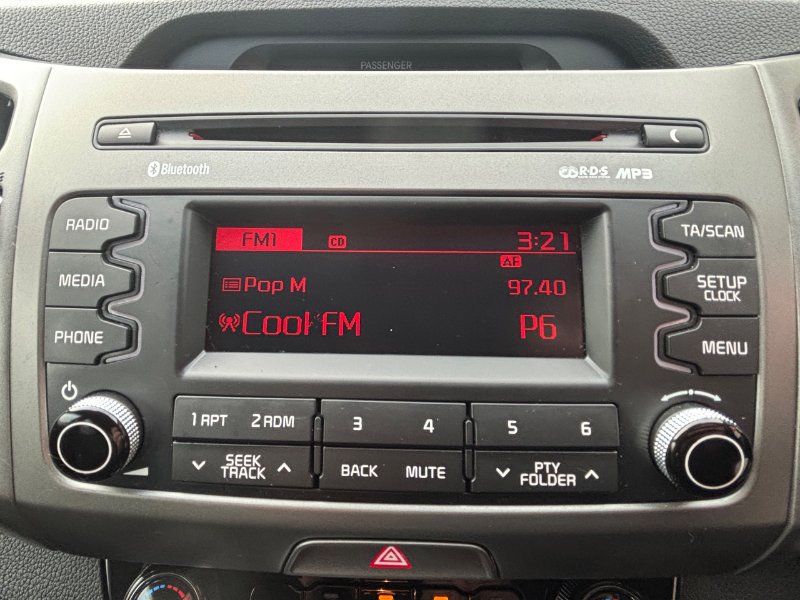 PASSENGER
Bluetooth
R·D·S MP3
RADIO
MEDIA
PHONE
FM1 CD 3:21
AF
Pop M 97.40
Cool FM P6
TA/SCAN
SETUP
CLOCK
MENU
1 RPT 2 RDM 3 4 5 6
SEEK
TRACK
BACK MUTE
PTY
FOLDER